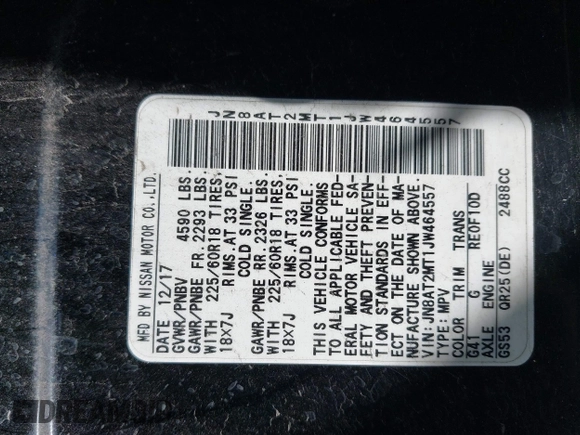 JN8AT2MT1JW464557
MFD BY NISSAN MOTOR CO.,LTD.
DATE 12/17
GVWR/PNBV 4590 LBS.
GAWR/PNBE FR. 2293 LBS.
WITH 225/60R18 TIRES,
18X7J RIMS.AT 33 PSI
COLD SINGLE.
GAWR/PNBE RR. 2326 LBS.
WITH 225/60R18 TIRES,
18X7J RIMS.AT 33 PSI
COLD SINGLE.
THIS VEHICLE CONFORMS
TO ALL APPLICABLE FED-
ERAL MOTOR VEHICLE SA-
FETY AND THEFT PREVEN-
TION STANDARDS IN EFF-
ECT ON THE DATE OF MA-
NUFACTURE SHOWN ABOVE.
VIN:JN8AT2MT1JW464557
TYPE: MPV
COLOR TRIM TRANS
G41 G RE0F10D
AXLE ENGINE
GS53 QR25(DE) 2488CC